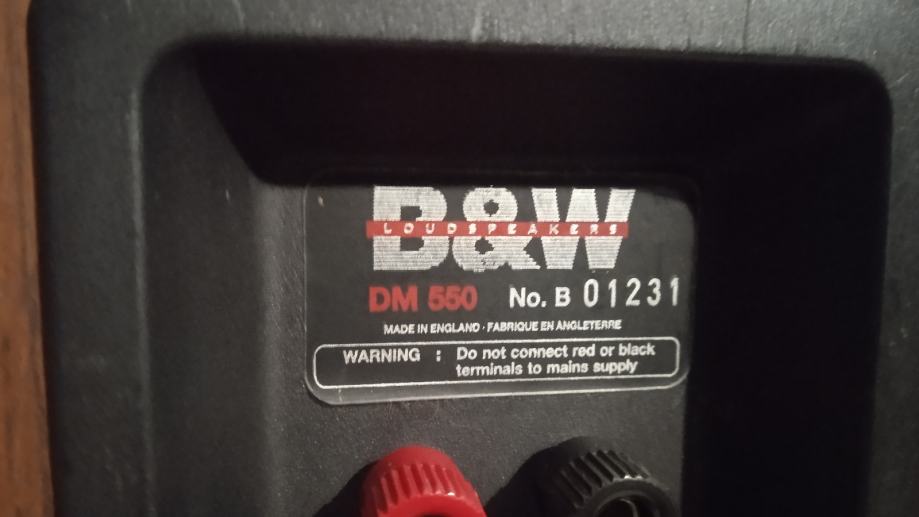 B&W
LOUDSPEAKERS
DM 550 No. B 01231
MADE IN ENGLAND · FABRIQUE EN ANGLETERRE
WARNING : Do not connect red or black
terminals to mains supply